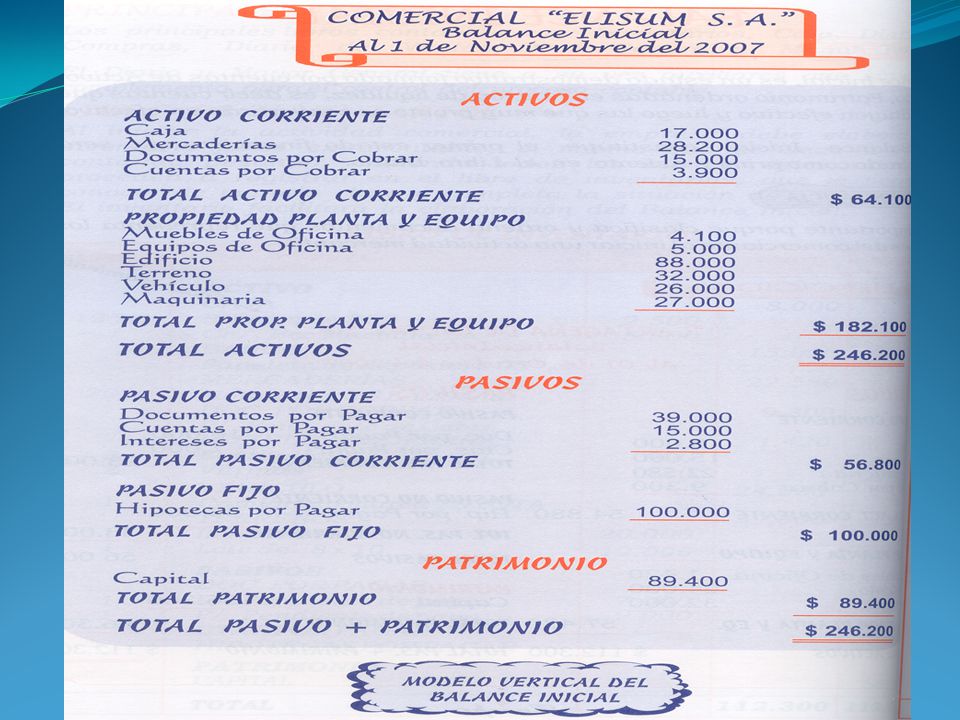 COMERCIAL “ELISUM S. A.”
Balance Inicial
Al 1 de Noviembre del 2007
ACTIVOS
ACTIVO CORRIENTE
Caja 17.000
Mercaderías 28.200
Documentos por Cobrar 15.000
Cuentas por Cobrar 3.900
TOTAL ACTIVO CORRIENTE $ 64.100
PROPIEDAD PLANTA Y EQUIPO
Muebles de Oficina 4.100
Equipos de Oficina 5.000
Edificio 88.000
Terreno 32.000
Vehículo 26.000
Maquinaria 27.000
TOTAL PROP. PLANTA Y EQUIPO $ 182.100
TOTAL ACTIVOS $ 246.200
PASIVOS
PASIVO CORRIENTE
Documentos por Pagar 39.000
Cuentas por Pagar 15.000
Intereses por Pagar 2.800
TOTAL PASIVO CORRIENTE $ 56.800
PASIVO FIJO
Hipotecas por Pagar 100.000
TOTAL PASIVO FIJO $ 100.000
PATRIMONIO
Capital 89.400
TOTAL PATRIMONIO $ 89.400
TOTAL PASIVO + PATRIMONIO $ 246.200
MODELO VERTICAL DEL
BALANCE INICIAL